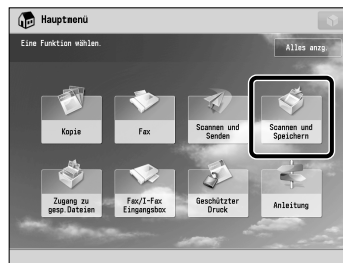 Hauptmenü
Eine Funktion wählen.
Alles anzg.
Kopie
Fax
Scannen und
Senden
Scannen und
Speichern
Zugang zu
gesp.Dateien
Fax/I-Fax
Eingangsbox
Geschützter
Druck
Anleitung